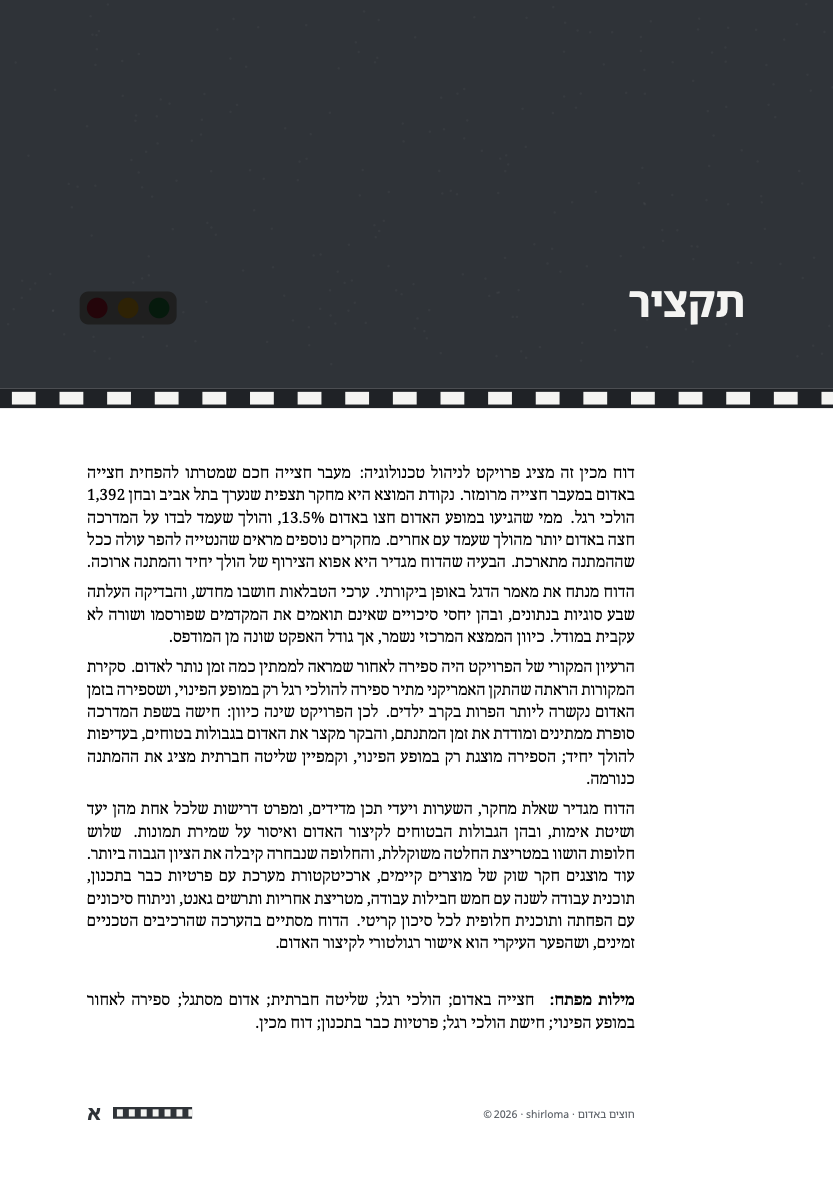 תקציר
דוח מכין זה מציג פרויקט לניהול טכנולוגיה: מעבר חצייה חכם שמטרתו להפחית חצייה
באדום במעבר חצייה מרומזר. נקודת המוצא היא מחקר תצפית שנערך בתל אביב ובחן 1,392
הולכי רגל. ממי שהגיעו במופע האדום חצו באדום 13.5%, והולך שעמד לבדו על המדרכה
חצה באדום יותר מהולך שעמד עם אחרים. מחקרים נוספים מראים שהנטייה להפר עולה ככל
שההמתנה מתארכת. הבעיה שהדוח מגדיר היא אפוא הצירוף של הולך יחיד והמתנה ארוכה.
הדוח מנתח את מאמר הדגל באופן ביקורתי. ערכי הטבלאות חושבו מחדש, והבדיקה העלתה
שבע סוגיות בנתונים, ובהן יחסי סיכויים שאינם תואמים את המקדמים שפורסמו ושורה לא
עקבית במודל. כיוון הממצא המרכזי נשמר, אך גודל האפקט שונה מן המודפס.
הרעיון המקורי של הפרויקט היה ספירה לאחור שמראה לממתין כמה זמן נותר לאדום. סקירת
המקורות הראתה שהתקן האמריקני מתיר ספירה להולכי רגל רק במופע הפינוי, ושספירה בזמן
האדום נקשרה ליותר הפרות בקרב ילדים. לכן הפרויקט שינה כיוון: חישה בשפת המדרכה
סופרת ממתינים ומודדת את זמן המתנתם, והבקר מקצר את האדום בגבולות בטוחים, בעדיפות
להולך יחיד; הספירה מוצגת רק במופע הפינוי, וקמפיין שליטה חברתית מציג את ההמתנה
כנורמה.
הדוח מגדיר שאלת מחקר, השערות ויעדי תכן מדידים, ומפרט דרישות שלכל אחת מהן יעד
ושיטת אימות, ובהן הגבולות הבטוחים לקיצור האדום ואיסור על שמירת תמונות. שלוש
חלופות הושוו במטריצת החלטה משוקללת, והחלופה שנבחרה קיבלה את הציון הגבוה ביותר.
עוד מוצגים חקר שוק של מוצרים קיימים, ארכיטקטורת מערכת עם פרטיות כבר בתכנון,
תוכנית עבודה לשנה עם חמש חבילות עבודה, מטריצת אחריות ותרשים גאנט, וניתוח סיכונים
עם הפחתה ותוכנית חלופית לכל סיכון קריטי. הדוח מסתיים בהערכה שהרכיבים הטכניים
זמינים, ושהפער העיקרי הוא אישור רגולטורי לקיצור האדום.
מילות מפתח: חצייה באדום; הולכי רגל; שליטה חברתית; אדום מסתגל; ספירה לאחור
במופע הפינוי; חישת הולכי רגל; פרטיות כבר בתכנון; דוח מכין.
חוצים באדום · shirloma · 2026 ©
א